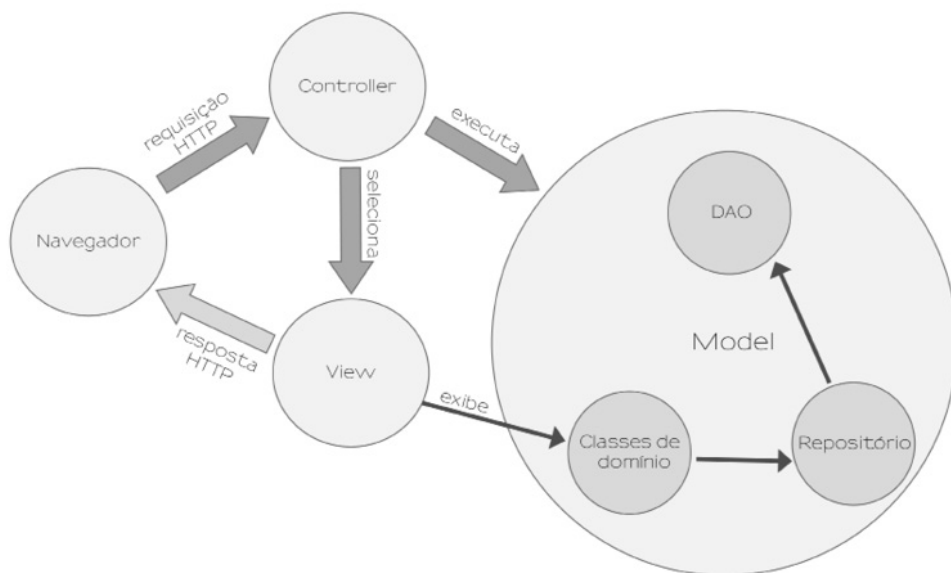 Controller
requisição
HTTP
executa
seleciona
DAO
Navegador
Model
resposta
HTTP
View
exibe
Classes de
domínio
Repositório